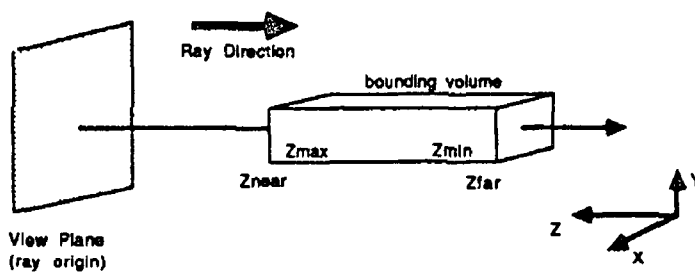 Ray Direction
bounding volume
Zmax
Zmin
Znear
Zfar
View Plane
(ray origin)
Y
Z
X